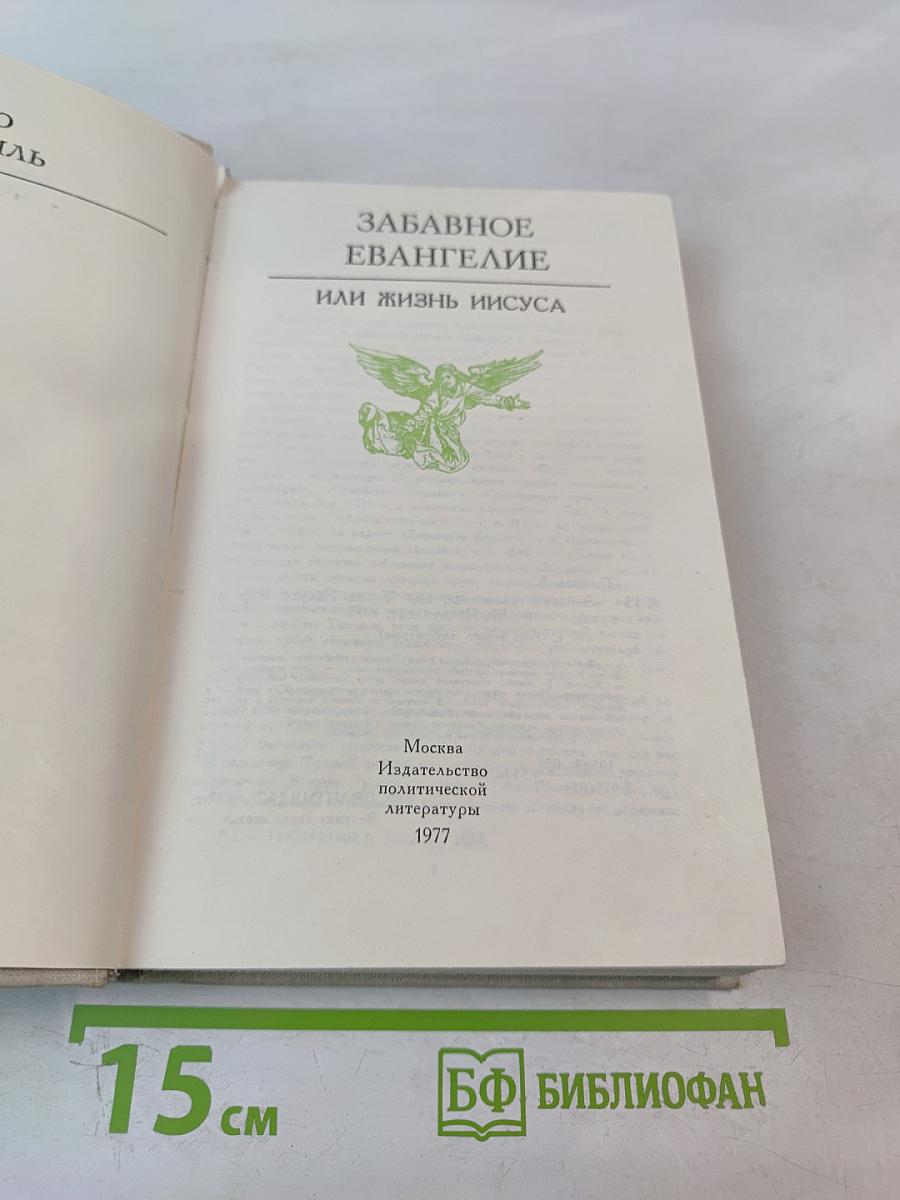 ЗАБАВНОЕ
ЕВАНГЕЛИЕ
ИЛИ ЖИЗНЬ ИИСУСА
Москва
Издательство
политической
литературы
1977
15 см
БФ БИБЛИОФАН